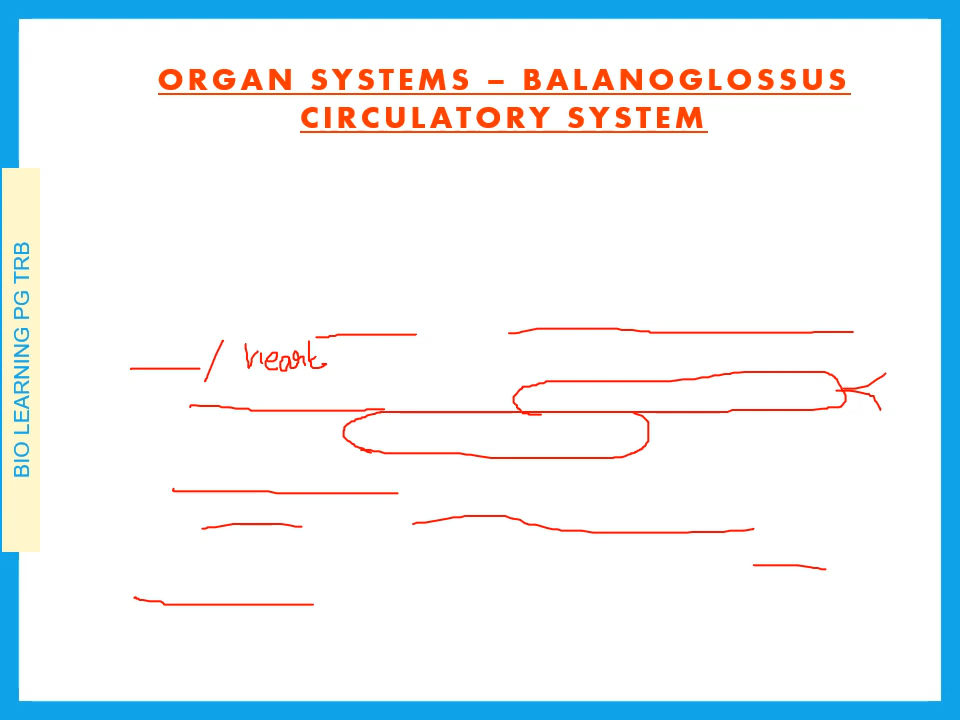 ORGAN SYSTEMS – BALANOGLOSSUS
CIRCULATORY SYSTEM
BIO LEARNING PG TRB
/ heart